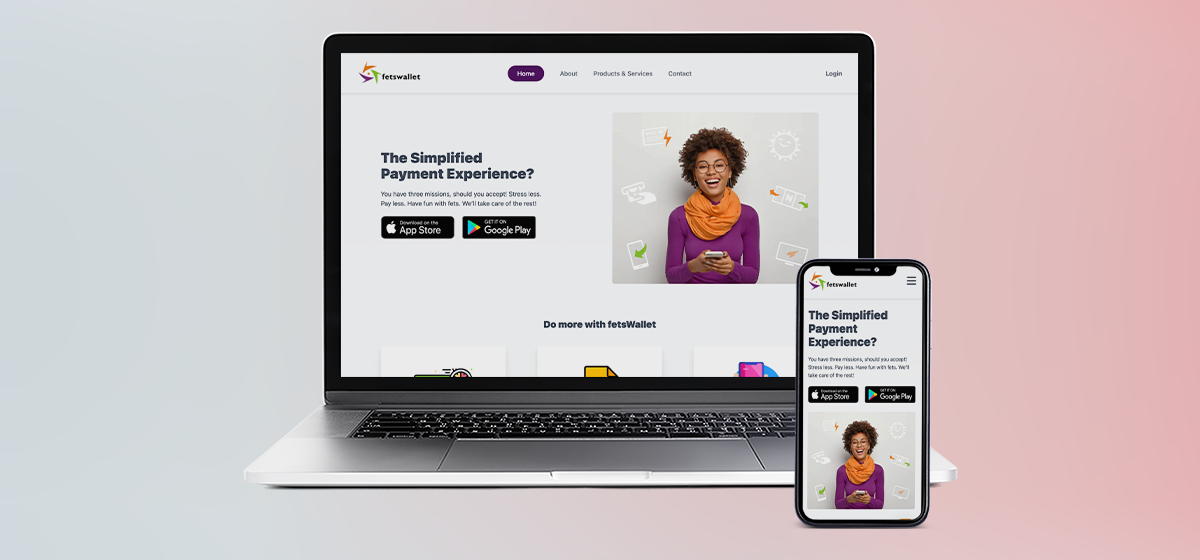 fetswallet
Home
About
Products & Services
Contact
Login
The Simplified
Payment Experience?
You have three missions, should you accept! Stress less.
Pay less. Have fun with fets. We'll take care of the rest!
Download on the
App Store
GET IT ON
Google Play
Do more with fetsWallet
fetswallet
The Simplified
Payment
Experience?
You have three missions, should you accept!
Stress less. Pay less. Have fun with fets. We'll
take care of the rest!
Download on the
App Store
GET IT ON
Google Play